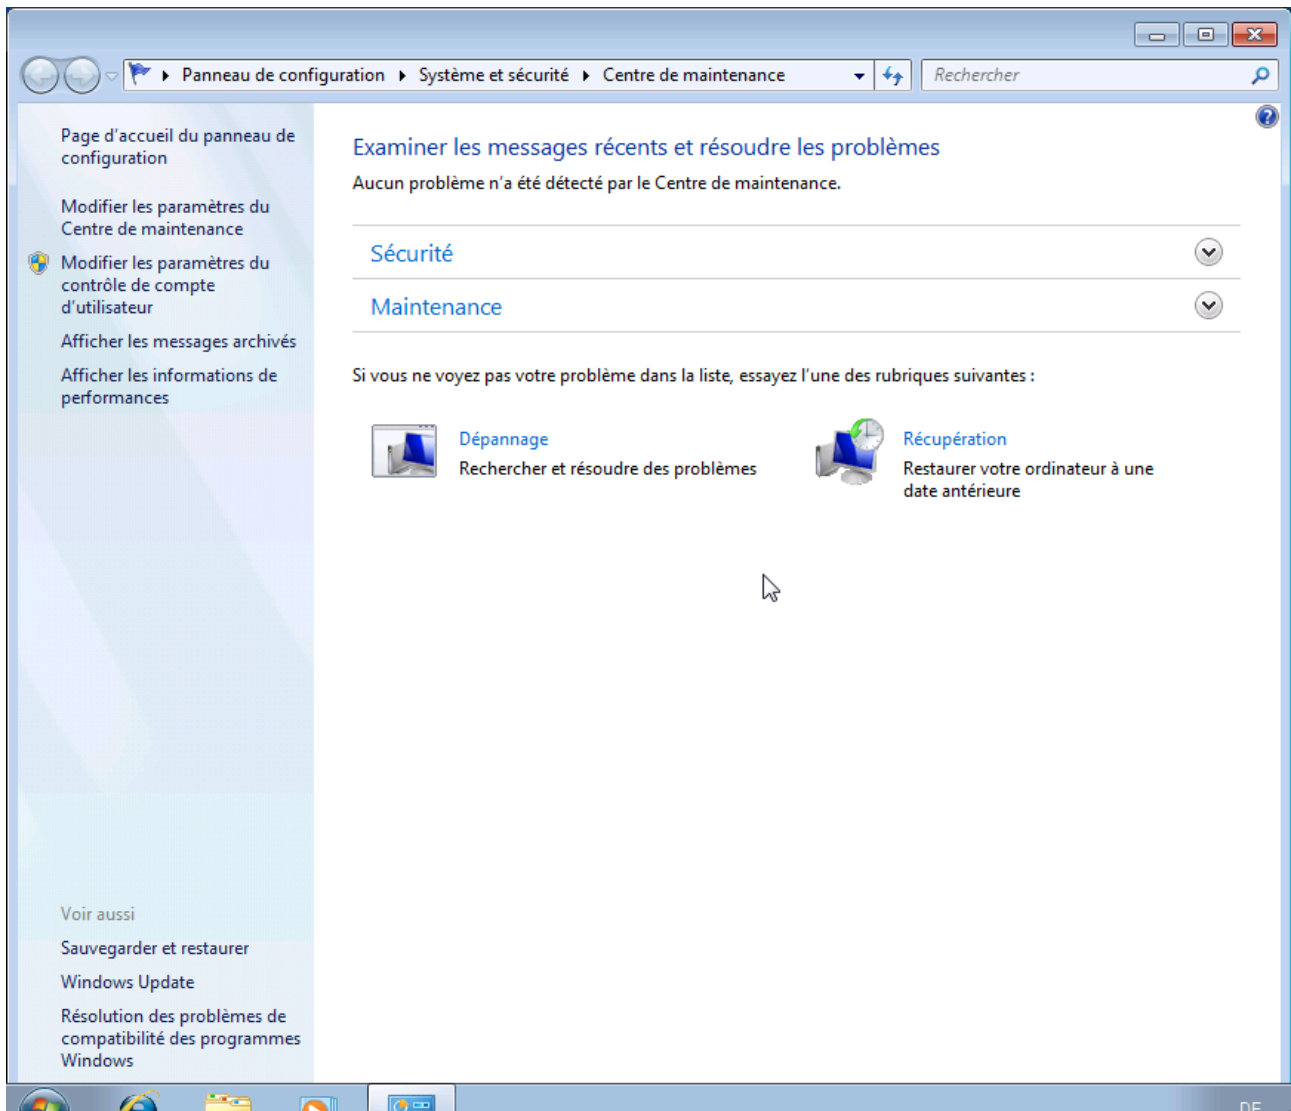 Panneau de configuration
Système et sécurité
Centre de maintenance
Rechercher
Page d'accueil du panneau de
configuration
Modifier les paramètres du
Centre de maintenance
Modifier les paramètres du
contrôle de compte
d'utilisateur
Afficher les messages archivés
Afficher les informations de
performances
Examiner les messages récents et résoudre les problèmes
Aucun problème n'a été détecté par le Centre de maintenance.
Sécurité
Maintenance
Si vous ne voyez pas votre problème dans la liste, essayez l'une des rubriques suivantes :
Dépannage
Rechercher et résoudre des problèmes
Récupération
Restaurer votre ordinateur à une
date antérieure
Voir aussi
Sauvegarder et restaurer
Windows Update
Résolution des problèmes de
compatibilité des programmes
Windows
DE